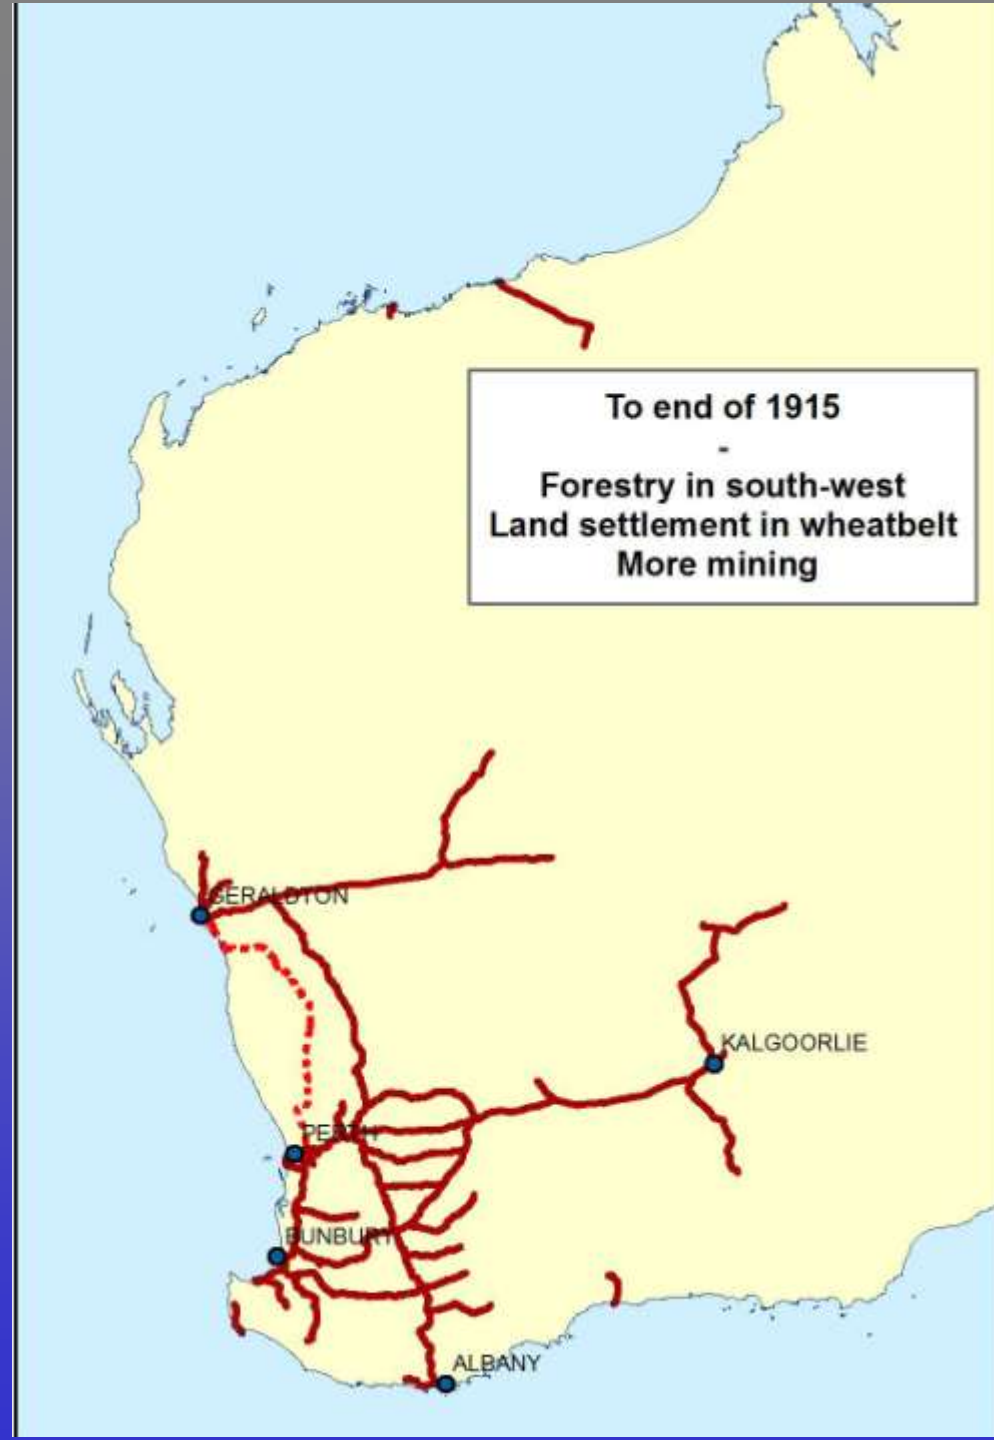 To end of 1915
-
Forestry in south-west
Land settlement in wheatbelt
More mining
GERALDTON
KALGOORLIE
PERTH
BUNBURY
ALBANY